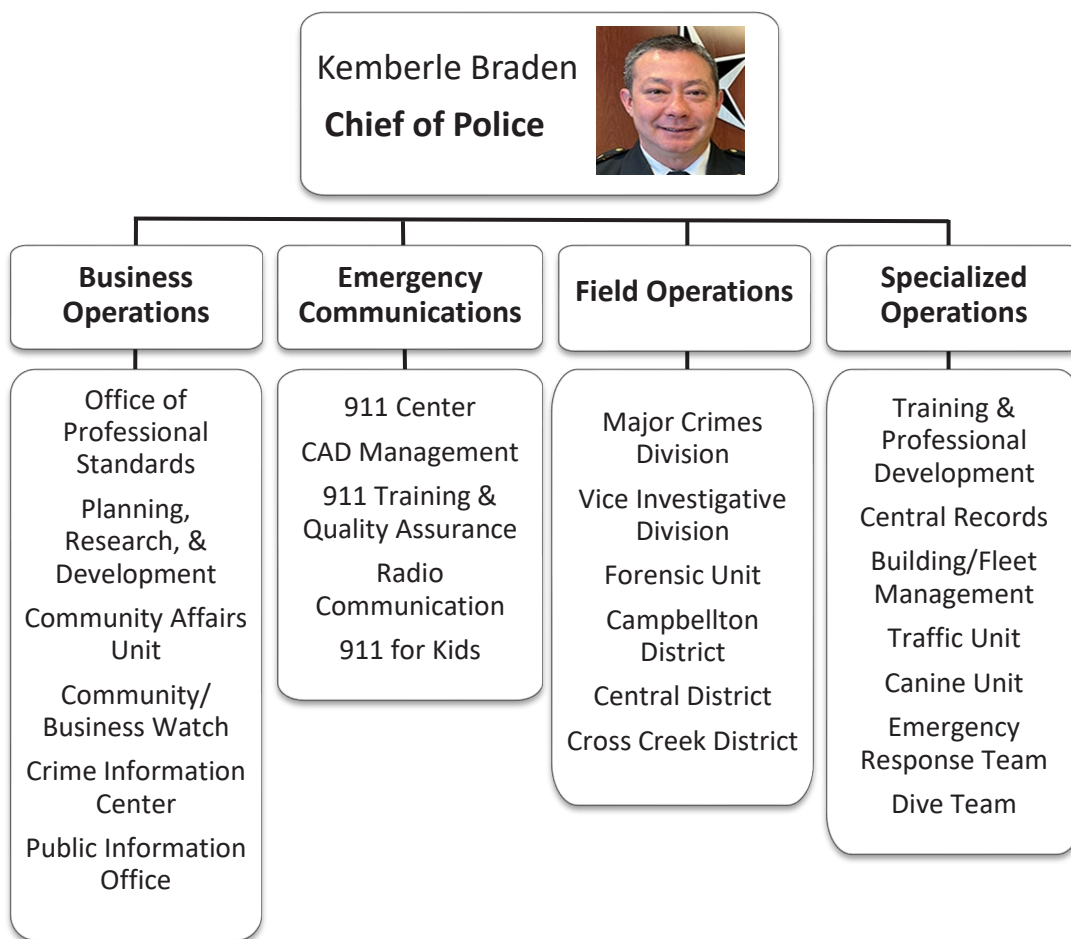 Kemberle Braden
Chief of Police
Business
Operations
Office of
Professional
Standards
Planning,
Research, &
Development
Community Affairs
Unit
Community/
Business Watch
Crime Information
Center
Public Information
Office
Emergency
Communications
911 Center
CAD Management
911 Training &
Quality Assurance
Radio
Communication
911 for Kids
Field Operations
Major Crimes
Division
Vice Investigative
Division
Forensic Unit
Campbellton
District
Central District
Cross Creek District
Specialized
Operations
Training &
Professional
Development
Central Records
Building/Fleet
Management
Traffic Unit
Canine Unit
Emergency
Response Team
Dive Team